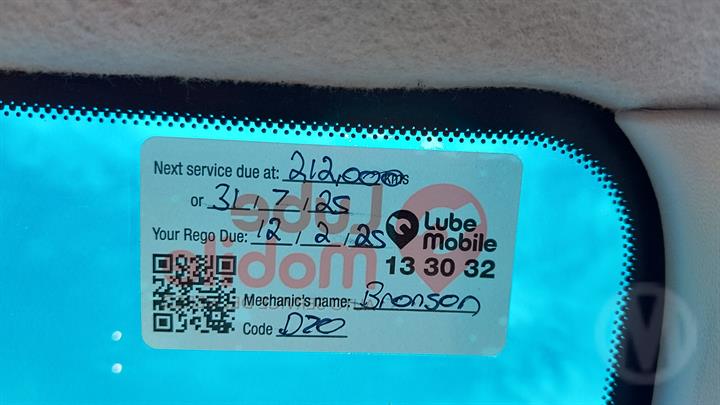 Next service due at: 212,000 kms
or 31 / 7 / 25
Your Rego Due: 12 / 2 / 25
Lube
Mobile
13 30 32
Mechanic's name: Bronson
Code D70